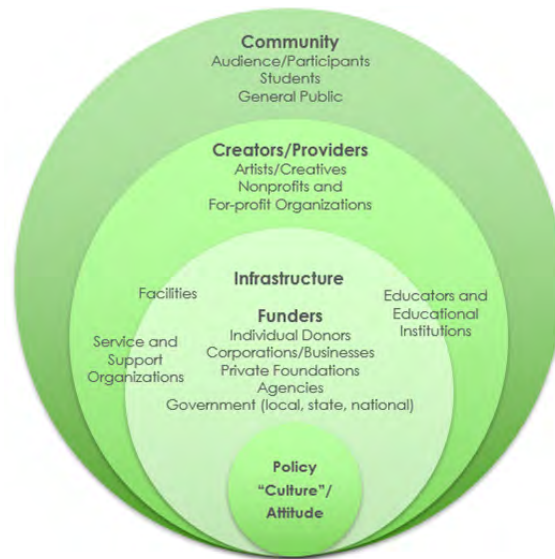 Community
Audience/Participants
Students
General Public
Creators/Providers
Artists/Creatives
Nonprofits and
For-profit Organizations
Infrastructure
Facilities
Educators and
Educational
Institutions
Service and
Support
Organizations
Funders
Individual Donors
Corporations/Businesses
Private Foundations
Agencies
Government (local, state, national)
Policy
“Culture”/
Attitude